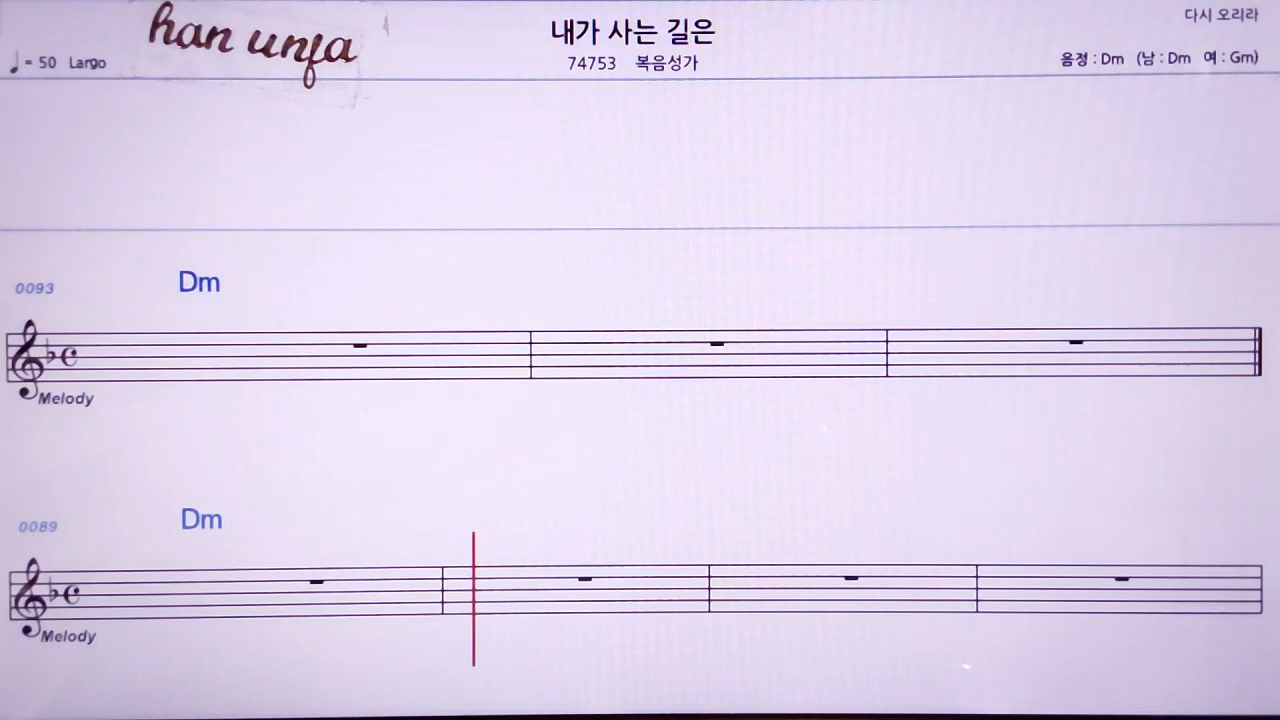 han unja
내가 사는 길은
다시 오리라
♩= 50 Largo
74753 복음성가
음정 : Dm (남 : Dm 여 : Gm)
0093 Dm
Melody
0089 Dm
Melody